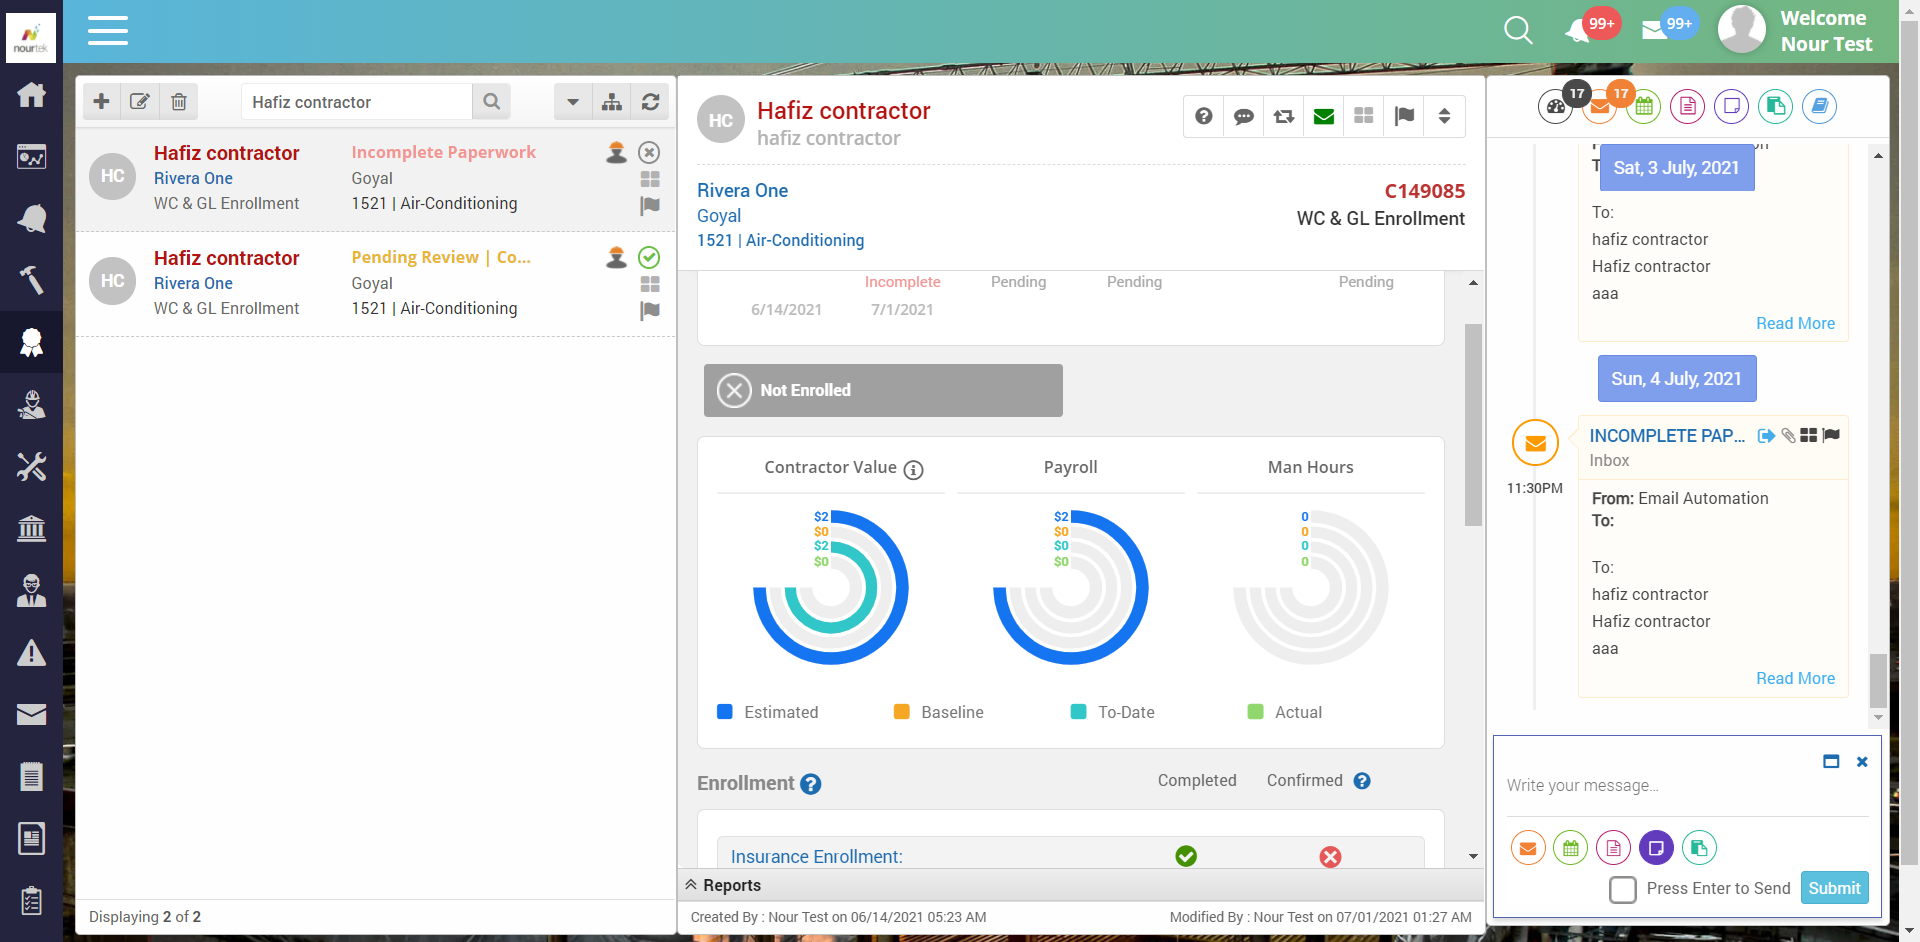 nourtek
99+
99+
Welcome
Nour Test
Hafiz contractor
HC
Hafiz contractor
Incomplete Paperwork
Rivera One
Goyal
WC & GL Enrollment
1521 | Air-Conditioning
HC
Hafiz contractor
Pending Review | Co...
Rivera One
Goyal
WC & GL Enrollment
1521 | Air-Conditioning
Displaying 2 of 2
HC
Hafiz contractor
hafiz contractor
Rivera One
C149085
Goyal
WC & GL Enrollment
1521 | Air-Conditioning
Incomplete
Pending
Pending
Pending
6/14/2021
7/1/2021
Not Enrolled
Contractor Value
Payroll
Man Hours
$2
$0
$2
$0
$2
$0
$0
$0
0
0
0
0
Estimated
Baseline
To-Date
Actual
Enrollment
Completed
Confirmed
Insurance Enrollment:
Reports
Created By : Nour Test on 06/14/2021 05:23 AM
Modified By : Nour Test on 07/01/2021 01:27 AM
17
17
Sat, 3 July, 2021
To:
hafiz contractor
Hafiz contractor
aaa
Read More
Sun, 4 July, 2021
INCOMPLETE PAP...
Inbox
11:30PM
From: Email Automation
To:
To:
hafiz contractor
Hafiz contractor
aaa
Read More
Write your message...
Press Enter to Send
Submit